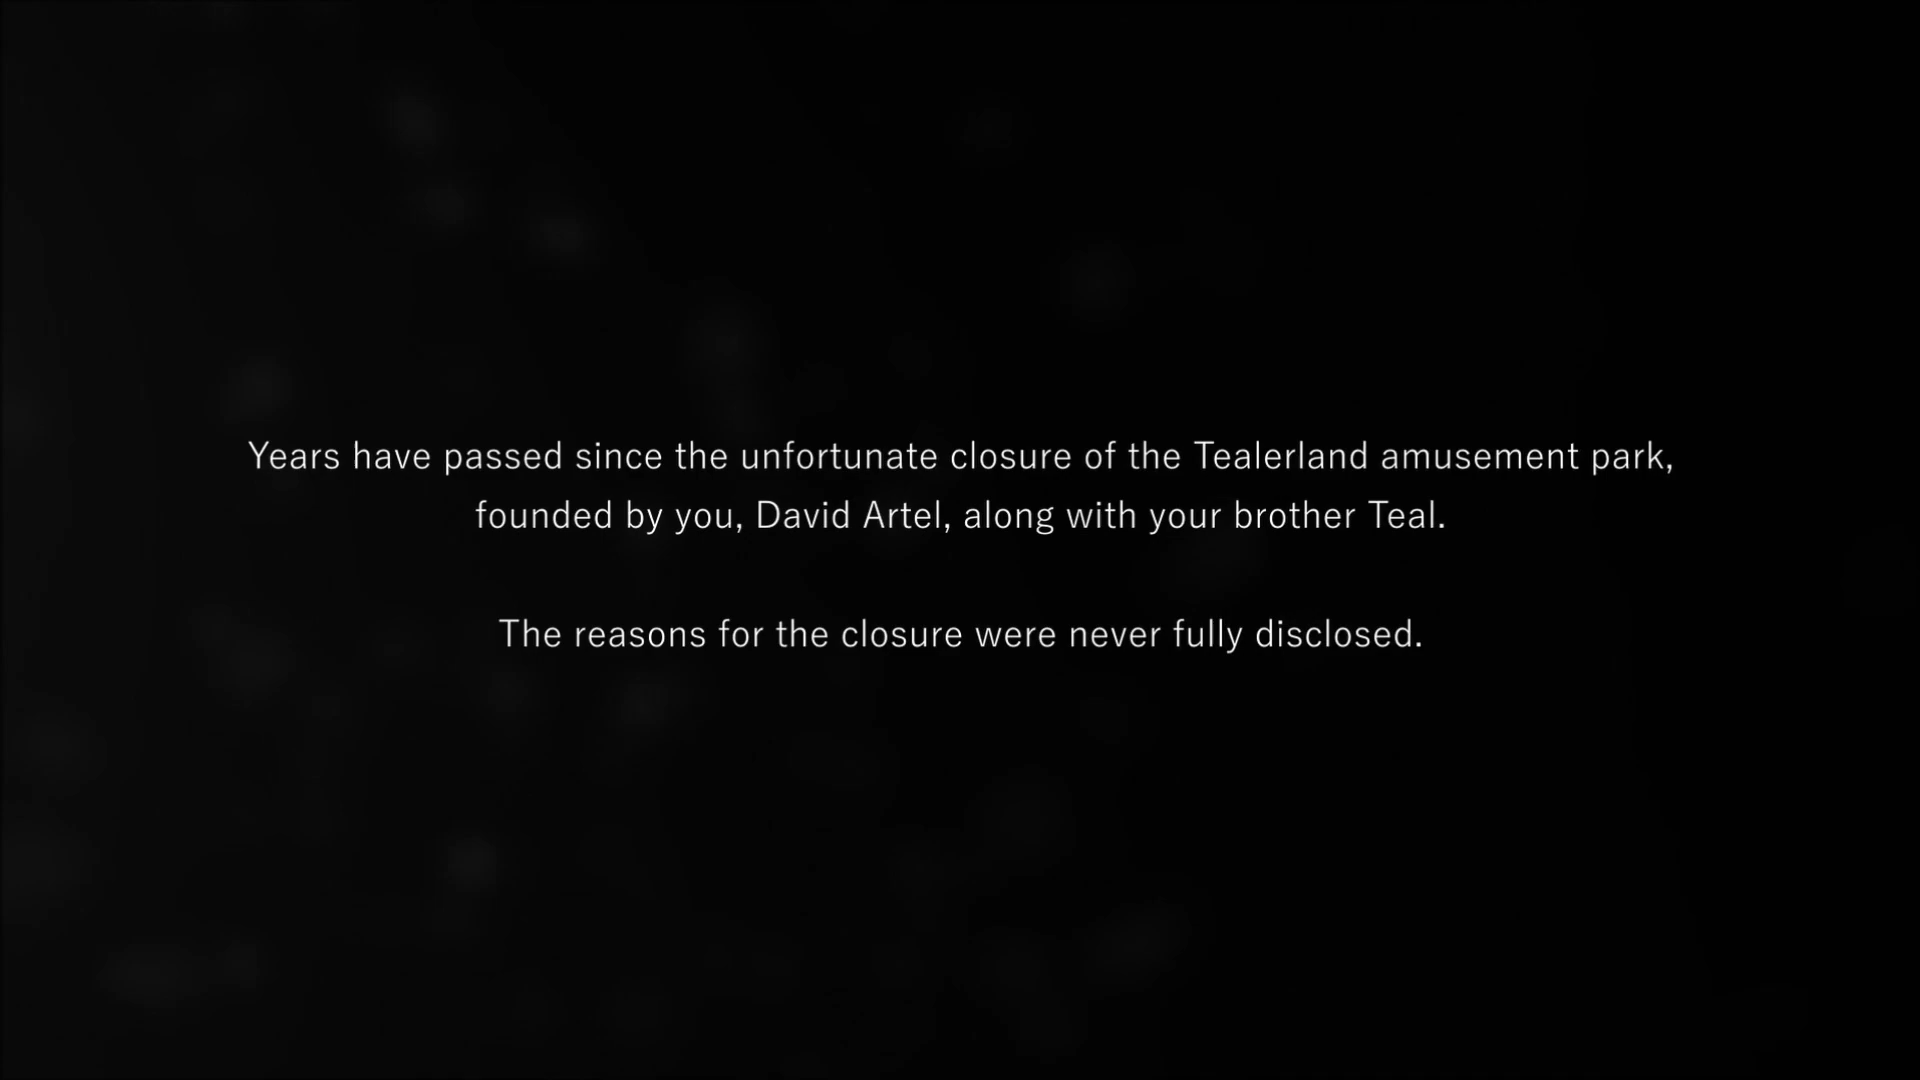 Years have passed since the unfortunate closure of the Tealerland amusement park,
founded by you, David Artel, along with your brother Teal.
The reasons for the closure were never fully disclosed.